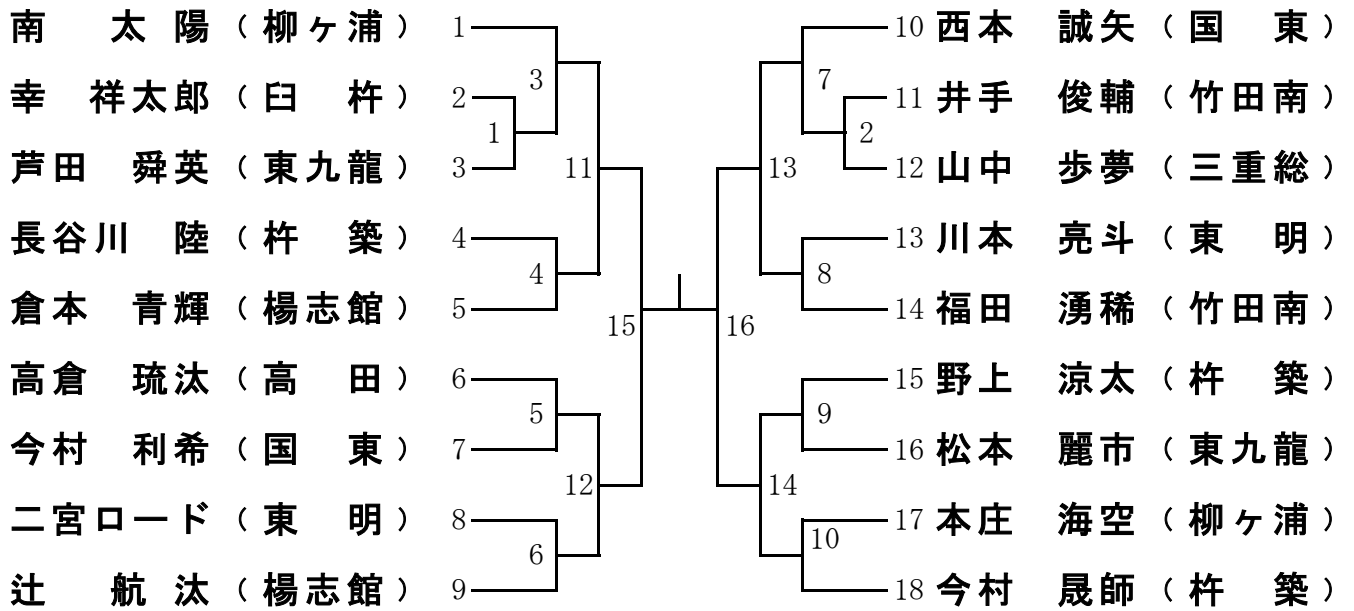 南 太陽 （柳ヶ浦） 1
幸 祥太郎 （臼 杵） 2
芦田 舜英 （東九龍） 3
長谷川 陸 （杵 築） 4
倉本 青輝 （楊志館） 5
高倉 琉汰 （高 田） 6
今村 利希 （国 東） 7
二宮ロード （東 明） 8
辻 航汰 （楊志館） 9
3
1
11
4
15
5
12
6
7
2
13
8
16
9
14
10
10 西本 誠矢 （国 東）
11 井手 俊輔 （竹田南）
12 山中 歩夢 （三重総）
13 川本 亮斗 （東 明）
14 福田 湧稀 （竹田南）
15 野上 涼太 （杵 築）
16 松本 麗市 （東九龍）
17 本庄 海空 （柳ヶ浦）
18 今村 晟師 （杵 築）